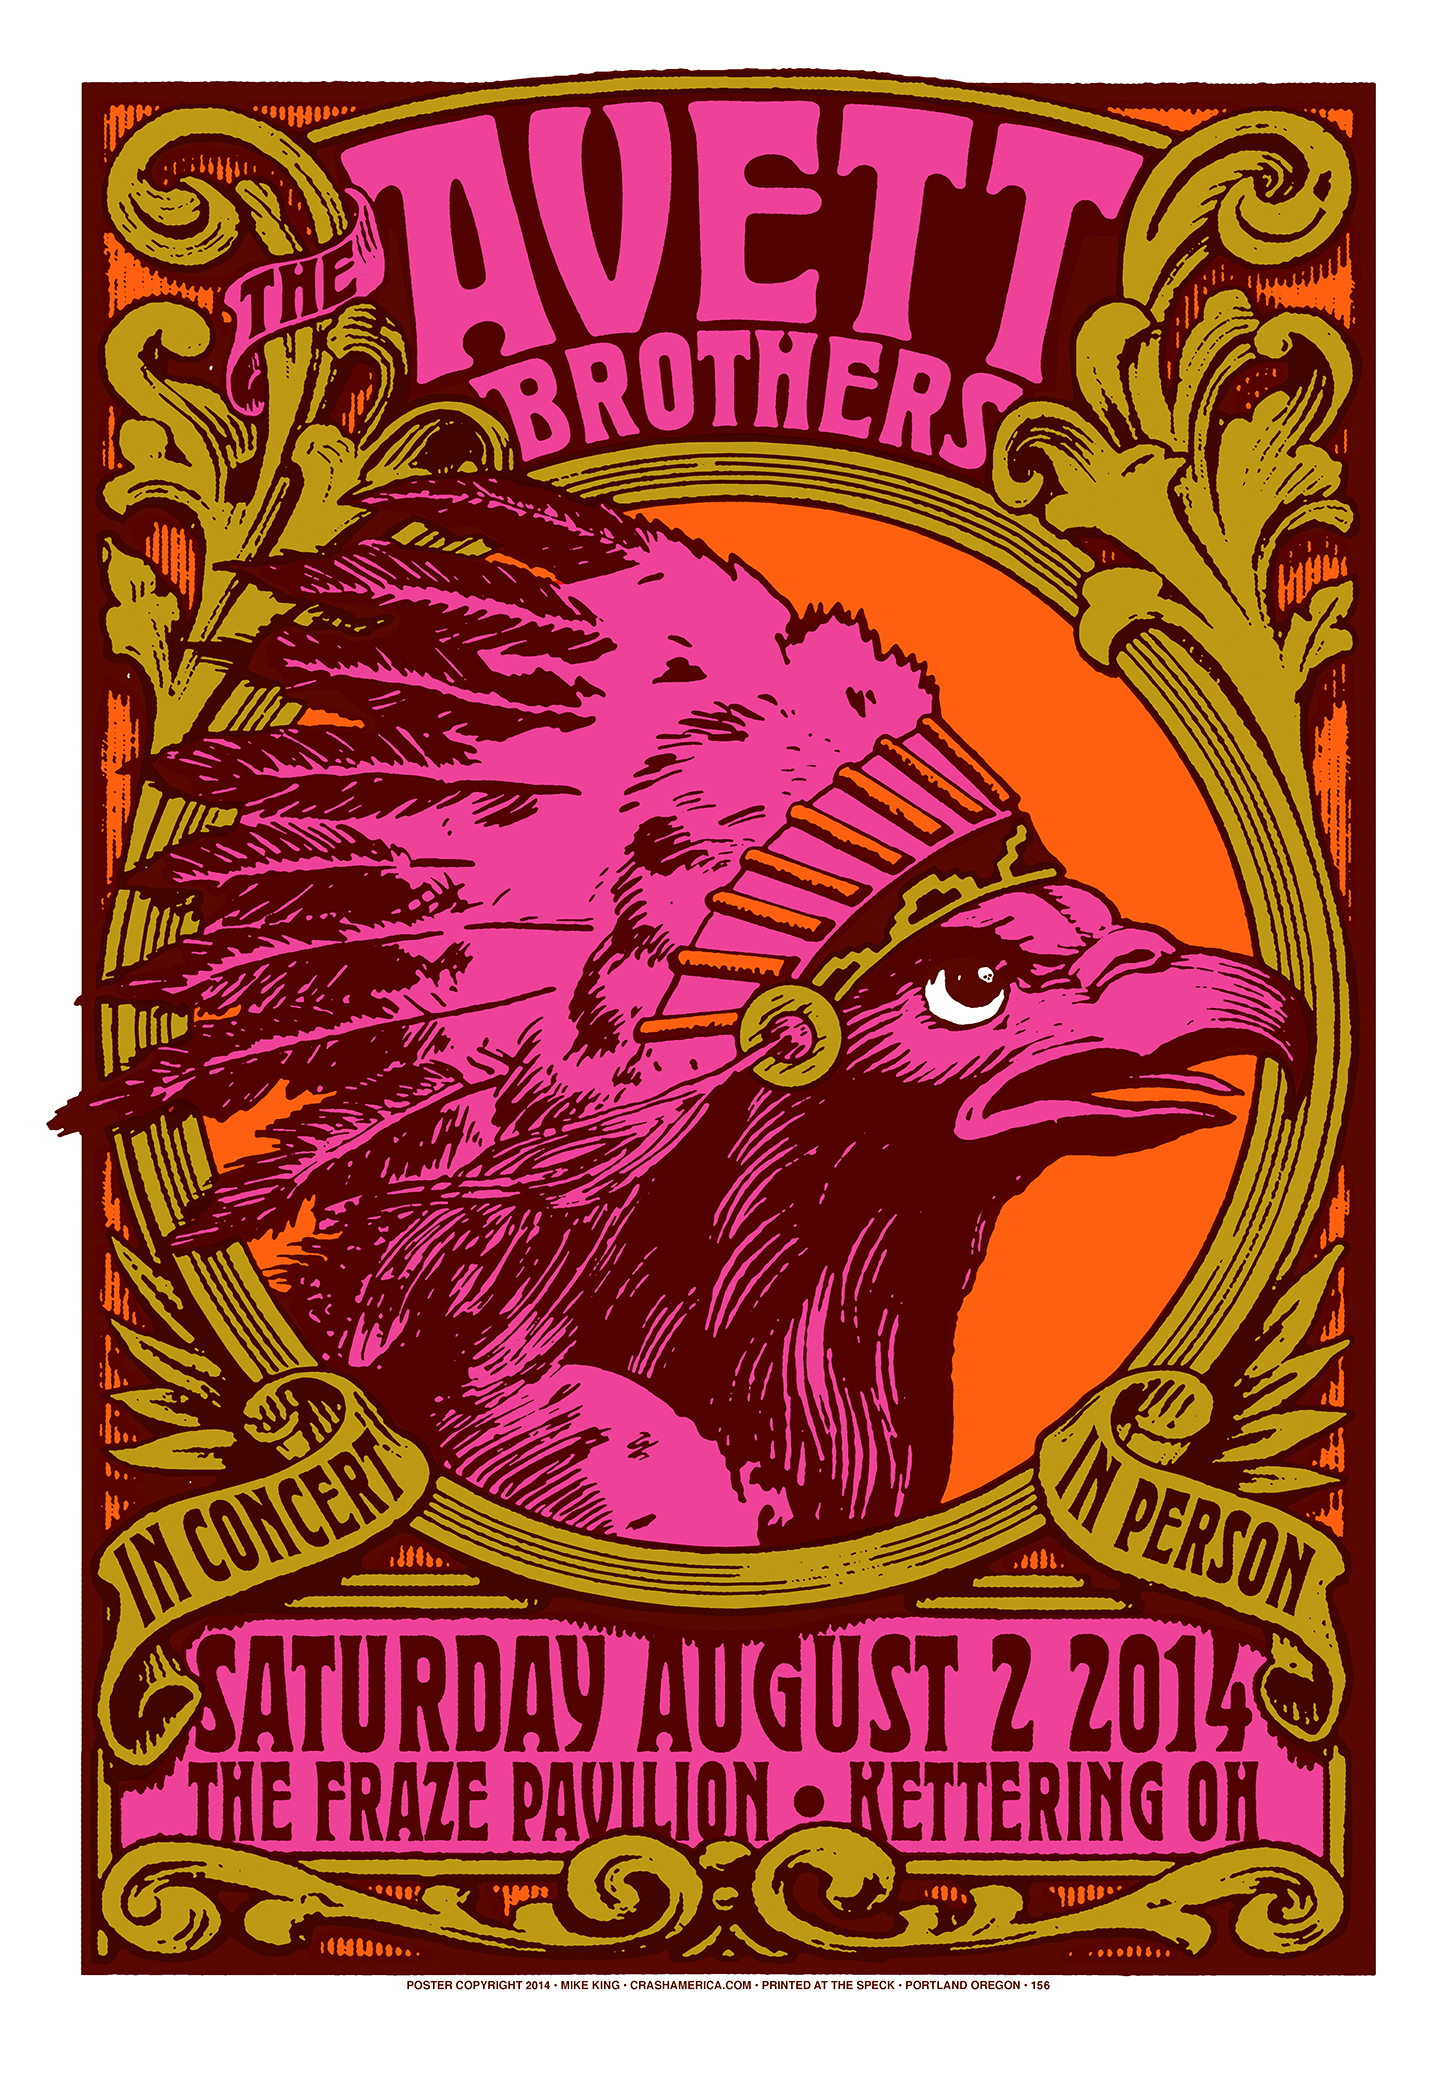 THE AVETT
BROTHERS
IN CONCERT
IN PERSON
SATURDAY AUGUST 2 2014
THE FRAZE PAVILION • KETTERING OH
POSTER COPYRIGHT 2014 • MIKE KING • CRASHAMERICA.COM • PRINTED AT THE SPECK • PORTLAND OREGON • 156